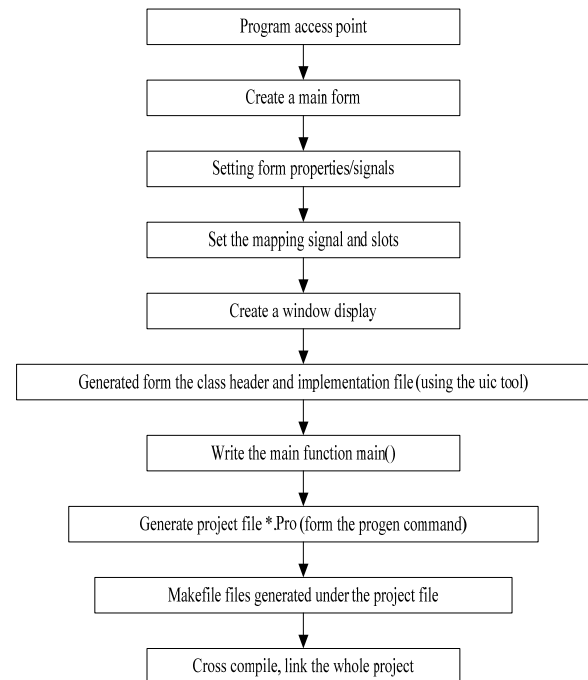 Program access point
Create a main form
Setting form properties/signals
Set the mapping signal and slots
Create a window display
Generated form the class header and implementation file (using the uic tool)
Write the main function main()
Generate project file *.Pro (form the progen command)
Makefile files generated under the project file
Cross compile, link the whole project